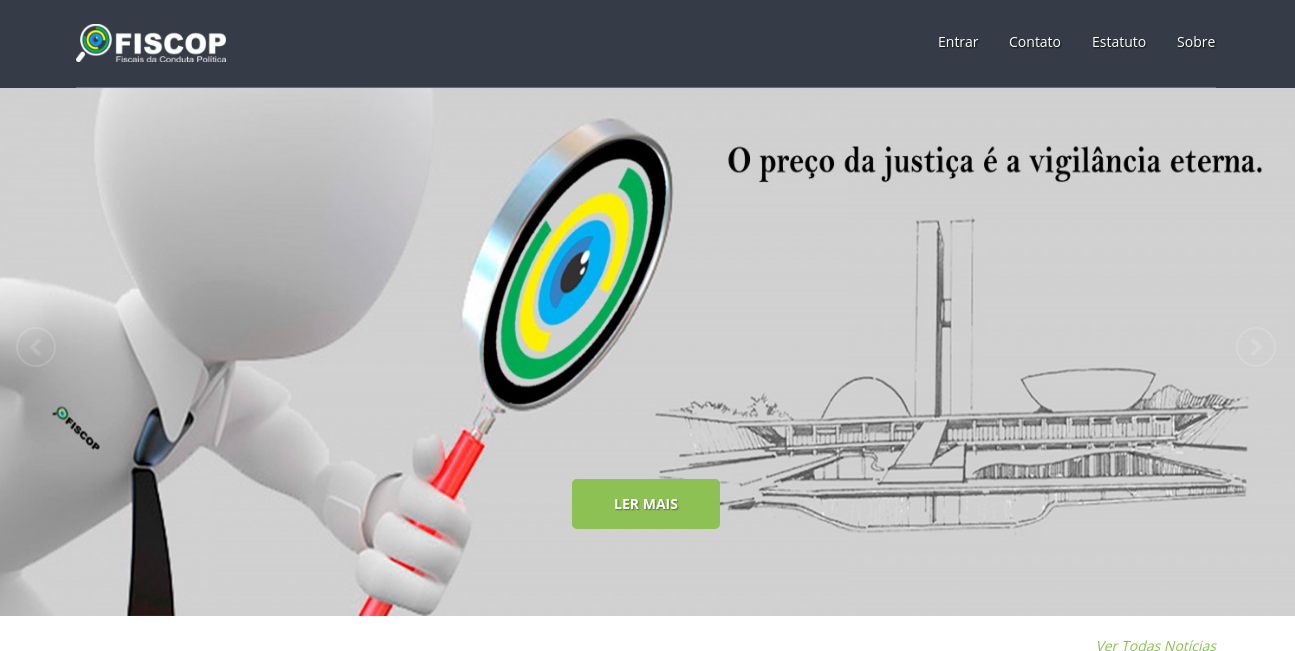 FISCOP
Fiscais da Conduta Política
Entrar
Contato
Estatuto
Sobre
O preço da justiça é a vigilância eterna.
FISCOP
LER MAIS
Ver Todas Notícias